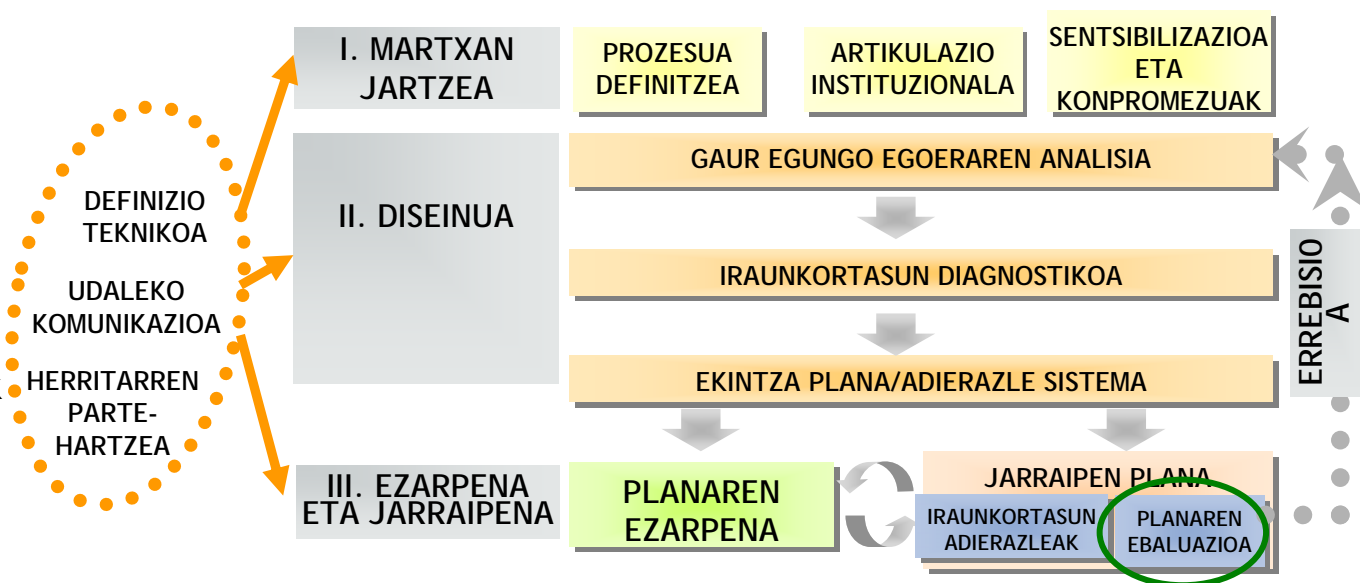 I. MARTXAN
JARTZEA
PROZESUA
DEFINITZEA
ARTIKULAZIO
INSTITUZIONALA
SENTSIBILIZAZIOA
ETA
KONPROMEZUAK
DEFINIZIO
TEKNIKOA
UDALEKO
KOMUNIKAZIOA
HERRITARREN
PARTE-
HARTZEA
II. DISEINUA
GAUR EGUNGO EGOERAREN ANALISIA
IRAUNKORTASUN DIAGNOSTIKOA
EKINTZA PLANA/ADIERAZLE SISTEMA
ERREBISIO
A
III. EZARPENA
ETA JARRAIPENA
PLANAREN
EZARPENA
JARRAIPEN PLANA
IRAUNKORTASUN
ADIERAZLEAK
PLANAREN
EBALUAZIOA